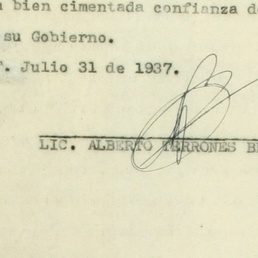 bien cimentada confianza d
su Gobierno.
Julio 31 de 1937.
LIC. ALBERTO TERRONES B